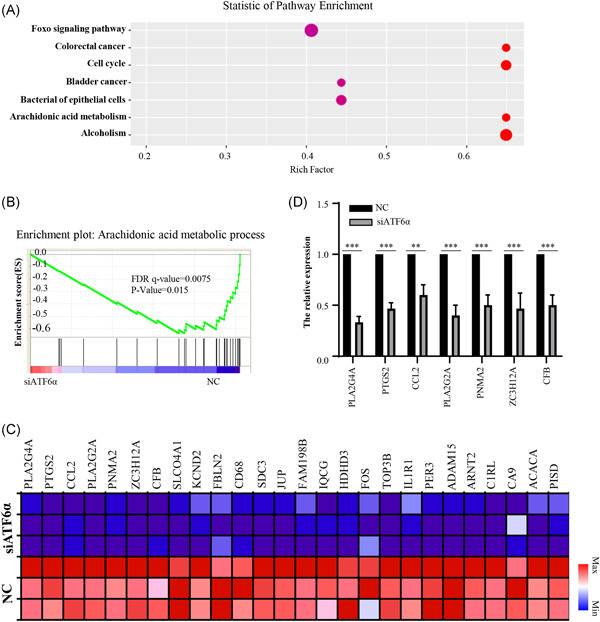 (A)
Statistic of Pathway Enrichment
Foxo signaling pathway
Colorectal cancer
Cell cycle
Bladder cancer
Bacterial of epithelial cells
Arachidonic acid metabolism
Alcoholism
0.2 0.3 0.4 0.5 0.6
Rich Factor
(B)
Enrichment plot: Arachidonic acid metabolic process
Enrichment score(ES)
0.0
-0.1
-0.2
-0.3
-0.4
-0.5
-0.6
FDR q-value=0.0075
P-Value=0.015
siATF6α NC
(D)
NC
siATF6α
The relative expression
1.5
1.0
0.5
0.0
*** *** ** *** *** *** ***
PLA2G4A PTGS2 CCL2 PLA2G2A PNMA2 ZC3H12A CFB
(C)
PLA2G4A PTGS2 CCL2 PLA2G2A PNMA2 ZC3H12A CFB SLCO4A1 KCND2 FBLN2 CD68 SDC3 JUP FAM198B IQCG HDHD3 FOS TOP3B IL1R1 PER3 ADAM15 ARNT2 C1RL CA9 ACACA PISD
siATF6α
NC
Max
Min